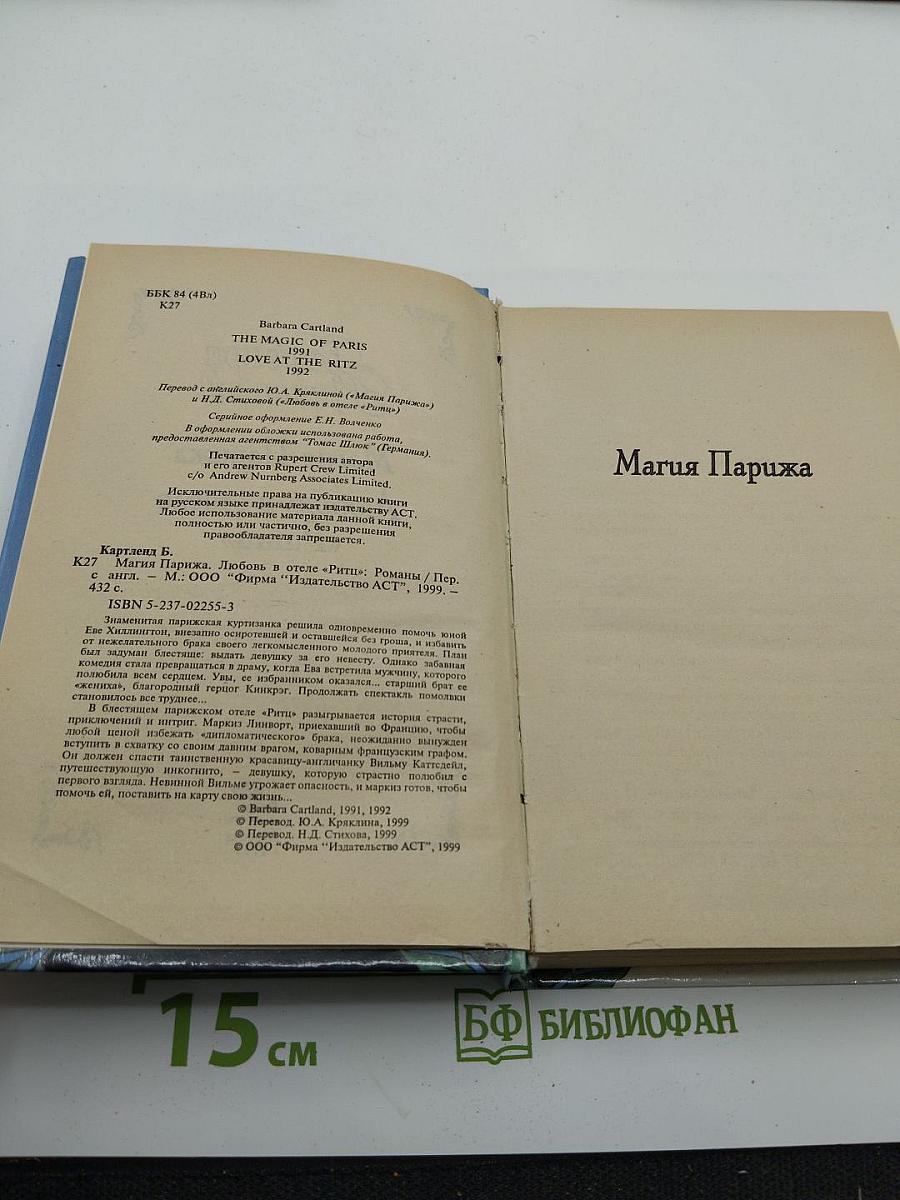 ББК 84 (4Вл)
К27
Barbara Cartland
THE MAGIC OF PARIS
1991
LOVE AT THE RITZ
1992
Перевод с английского Ю.А. Кряклиной («Магия Парижа»)
и Н.Д. Стиховой («Любовь в отеле «Ритц»)
Серийное оформление Е.Н. Волченко
В оформлении обложки использована работа,
предоставленная агентством "Томас Шлюк" (Германия).
Печатается с разрешения автора
и его агентов Rupert Crew Limited
c/o Andrew Nurnberg Associates Limited.
Исключительные права на публикацию книги
на русском языке принадлежат издательству АСТ.
Любое использование материала данной книги,
полностью или частично, без разрешения
правообладателя запрещается.
Картленд Б.
К27 Магия Парижа. Любовь в отеле «Ритц»: Романы / Пер.
с англ. – М.: ООО "Фирма "Издательство АСТ", 1999. –
432 с.
ISBN 5-237-02255-3
Знаменитая парижская куртизанка решила одновременно помочь юной
Еве Хиллингтон, внезапно осиротевшей и оставшейся без гроша, и избавить
от нежелательного брака своего легкомысленного молодого приятеля. План
был задуман блестяще: выдать девушку за его невесту. Однако забавная
комедия стала превращаться в драму, когда Ева встретила мужчину, которого
полюбила всем сердцем. Увы, ее избранником оказался... старший брат ее
«жениха», благородный герцог Кинкрэг. Продолжать спектакль помолвки
становилось все труднее...
В блестящем парижском отеле «Ритц» разыгрывается история страсти,
приключений и интриг. Маркиз Линворт, приехавший во Францию, чтобы
любой ценой избежать «дипломатического» брака, неожиданно вынужден
вступить в схватку со своим давним врагом, коварным французским графом.
Он должен спасти таинственную красавицу-англичанку Вильму Каттсдейл,
путешествующую инкогнито, – девушку, которую страстно полюбил с
первого взгляда. Невинной Вильме угрожает опасность, и маркиз готов, чтобы
помочь ей, поставить на карту свою жизнь...
© Barbara Cartland, 1991, 1992
© Перевод. Ю.А. Кряклина, 1999
© Перевод. Н.Д. Стихова, 1999
© ООО "Фирма "Издательство АСТ", 1999
Магия Парижа
15 см
БФ БИБЛИОФАН